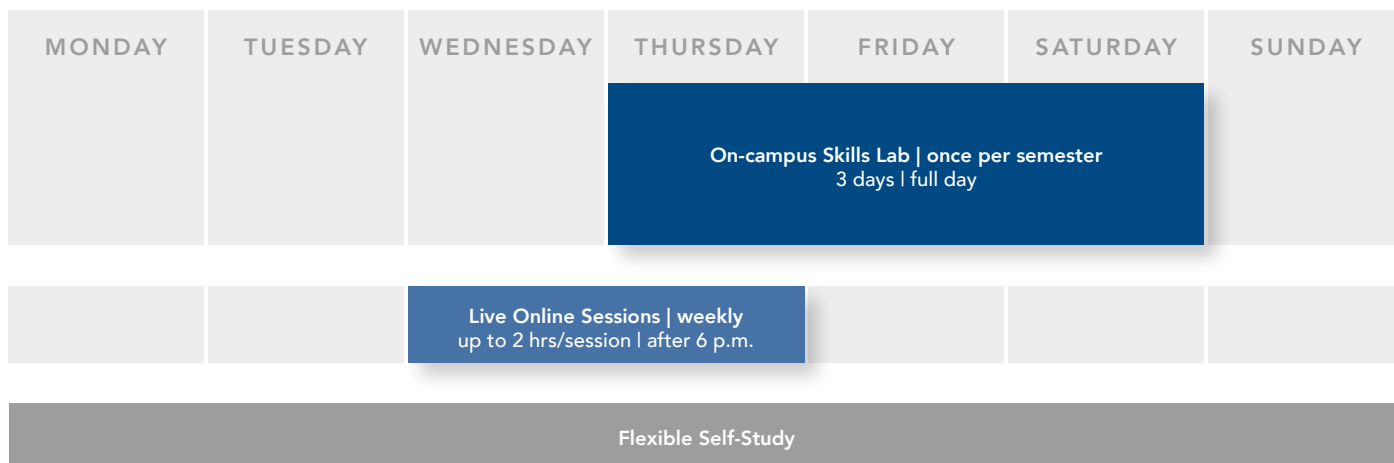 MONDAY TUESDAY WEDNESDAY THURSDAY FRIDAY SATURDAY SUNDAY
On-campus Skills Lab | once per semester
3 days | full day
Live Online Sessions | weekly
up to 2 hrs/session | after 6 p.m.
Flexible Self-Study